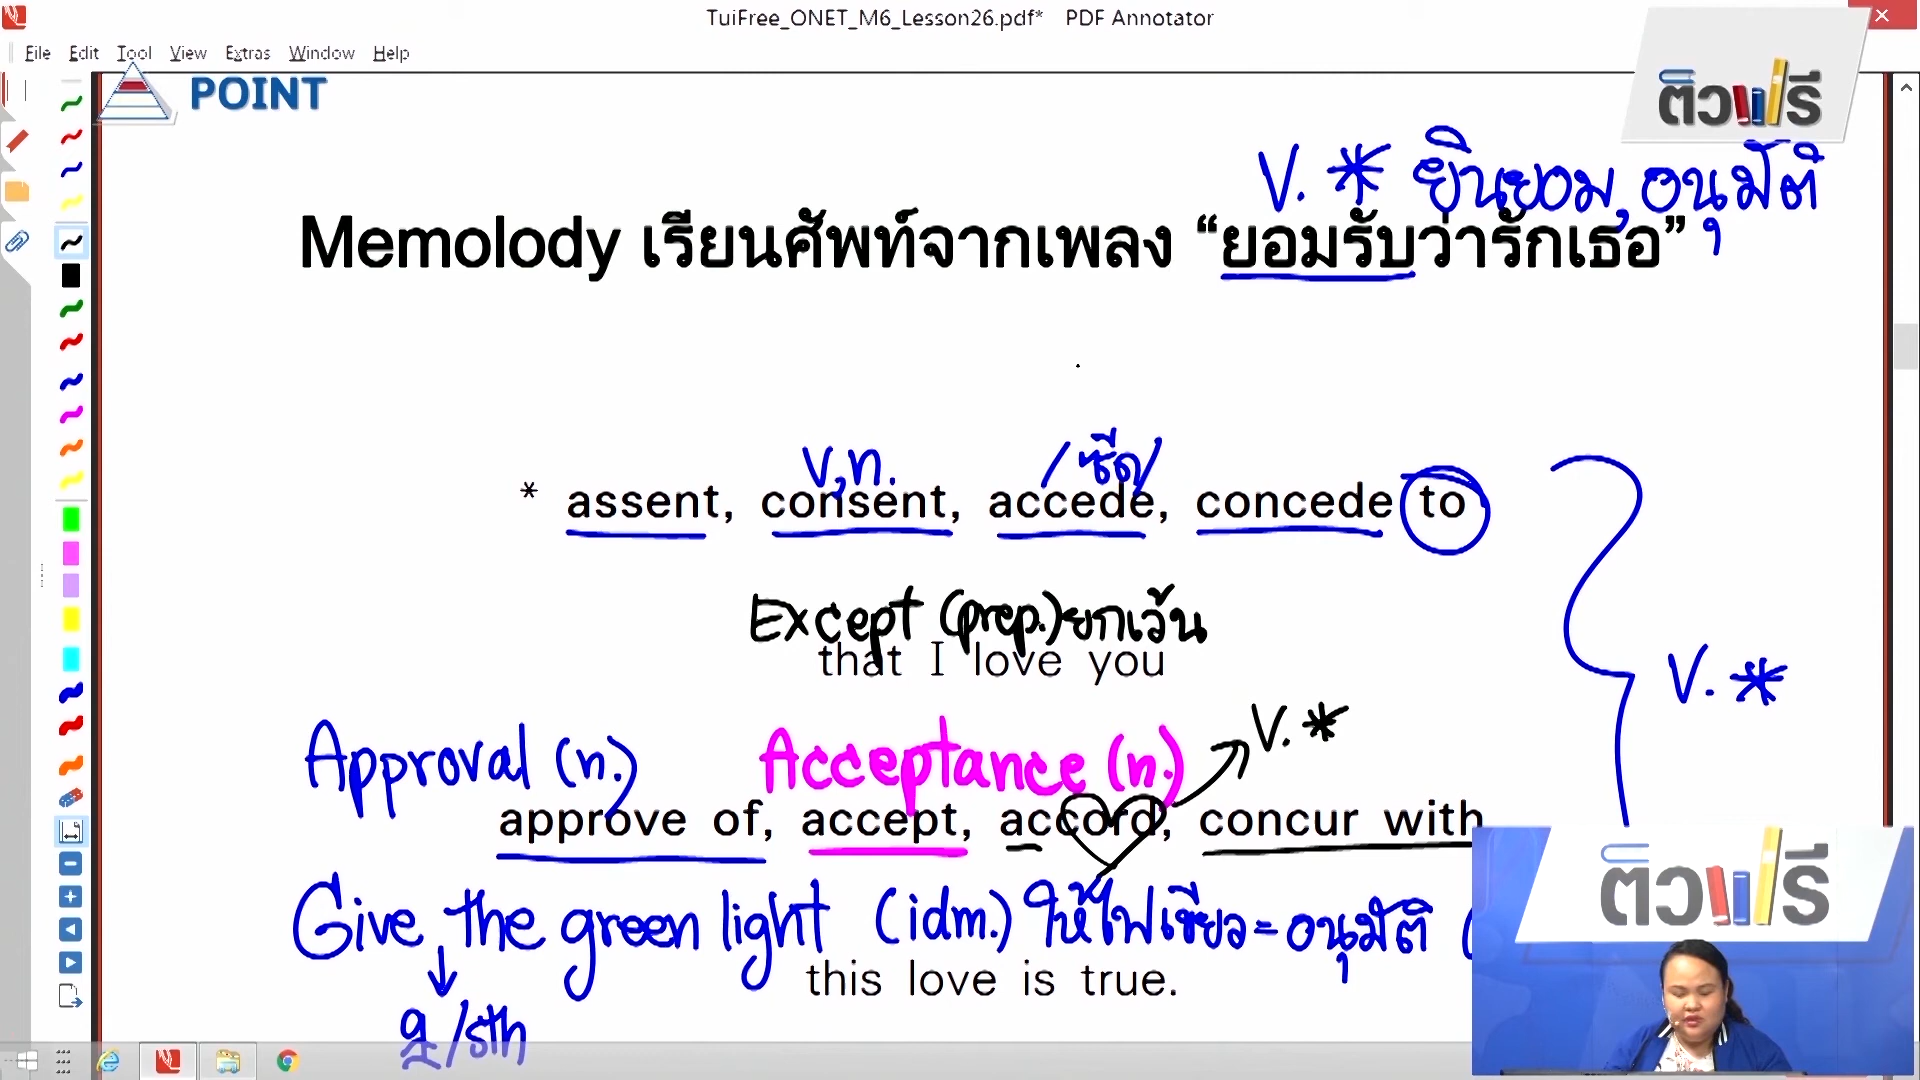 TuiFree_ONET_M6_Lesson26.pdf* PDF Annotator
File Edit Tool View Extras Window Help
POINT
ติวฟรี
V. * ยินยอม, อนุมัติ
Memolody เรียนศัพท์จากเพลง “ยอมรับว่ารักเธอ”
V, n. /ซีด/
* assent, consent, accede, concede to
Except (prep.) ยกเว้น
that I love you
V. *
V. *
Approval (n.) Acceptance (n.)
approve of, accept, accord, concur with
ติวฟรี
Give the green light (idm.) ให้ไฟเขียว = อนุมัติ (
this love is true.
/sth